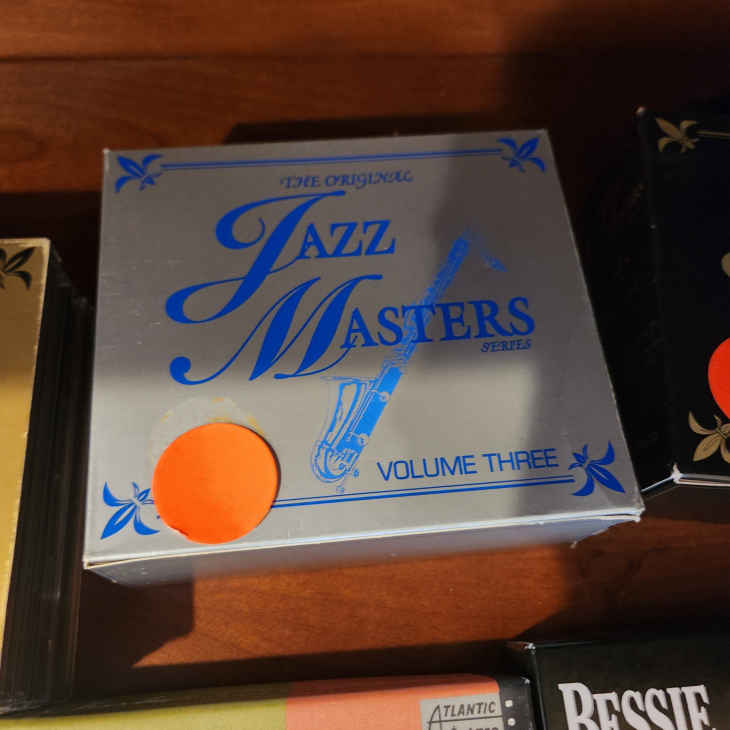 THE ORIGINAL
JAZZ
MASTERS
SERIES
VOLUME THREE
ATLANTIC
BESSIE